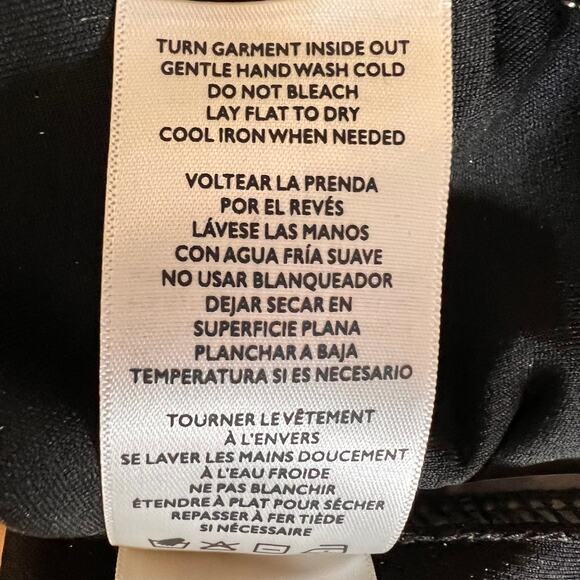 TURN GARMENT INSIDE OUT
GENTLE HAND WASH COLD
DO NOT BLEACH
LAY FLAT TO DRY
COOL IRON WHEN NEEDED
VOLTEAR LA PRENDA
POR EL REVÉS
LÁVESE LAS MANOS
CON AGUA FRÍA SUAVE
NO USAR BLANQUEADOR
DEJAR SECAR EN
SUPERFICIE PLANA
PLANCHAR A BAJA
TEMPERATURA SI ES NECESARIO
TOURNER LE VÊTEMENT
À L'ENVERS
SE LAVER LES MAINS DOUCEMENT
À L'EAU FROIDE
NE PAS BLANCHIR
ÉTENDRE À PLAT POUR SÉCHER
REPASSER À FER TIÈDE
SI NÉCESSAIRE